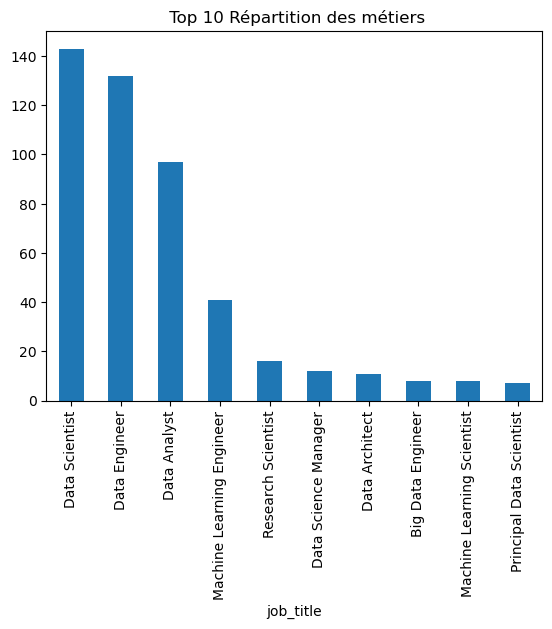 Top 10 Répartition des métiers
140
120
100
80
60
40
20
0
Data Scientist
Data Engineer
Data Analyst
Machine Learning Engineer
Research Scientist
Data Science Manager
Data Architect
Big Data Engineer
Machine Learning Scientist
Principal Data Scientist
job_title